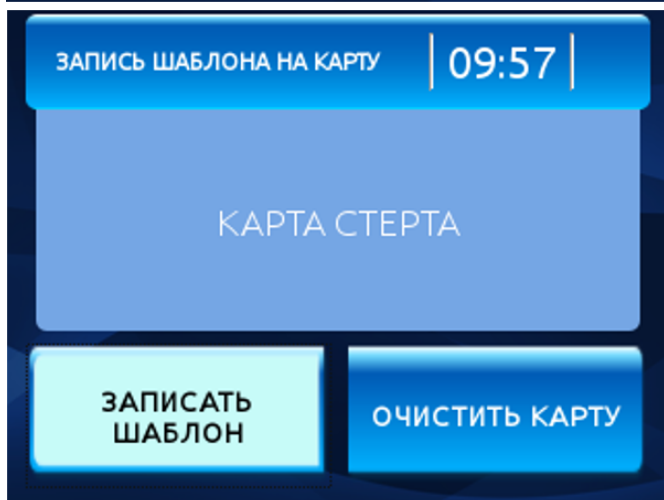 ЗАПИСЬ ШАБЛОНА НА КАРТУ
09:57
КАРТА СТЕРТА
ЗАПИСАТЬ
ШАБЛОН
ОЧИСТИТЬ КАРТУ